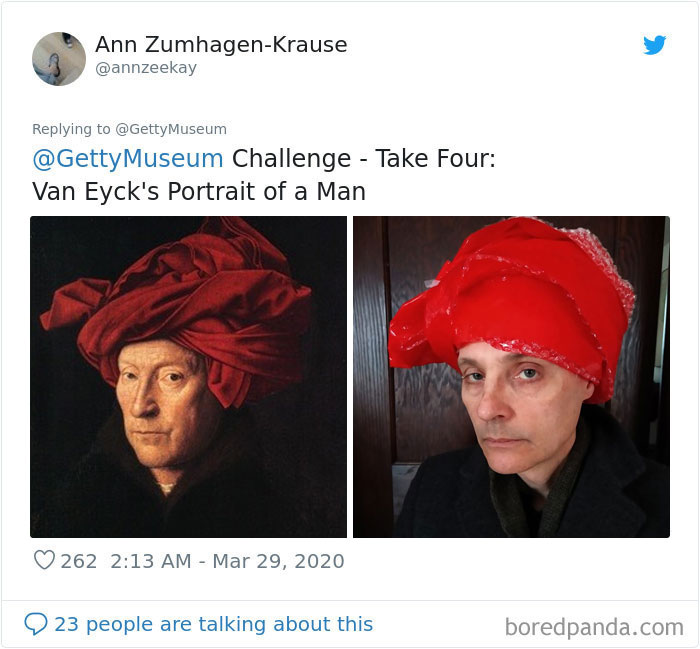 Ann Zumhagen-Krause
@annzeekay
Replying to @GettyMuseum
@GettyMuseum Challenge - Take Four:
Van Eyck's Portrait of a Man
262 2:13 AM - Mar 29, 2020
23 people are talking about this
boredpanda.com